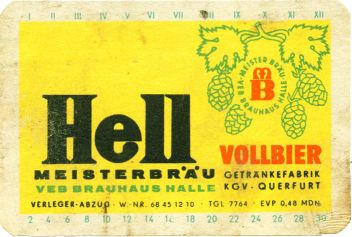 I II III IV V VI VII VIII IX X XI XII
VEB · MEISTER BRÄU
BRAUHAUS HALLE
M
B
Hell
MEISTERBRÄU
VEB BRAUHAUS HALLE
VOLLBIER
GETRÄNKEFABRIK
KGV · QUERFURT
VERLEGER-ABZUG · W.-NR. 68 45 12 10 · TGL 7764 · EVP 0,48 MDN
2 4 6 8 10 12 14 16 18 20 22 24 26 28 30